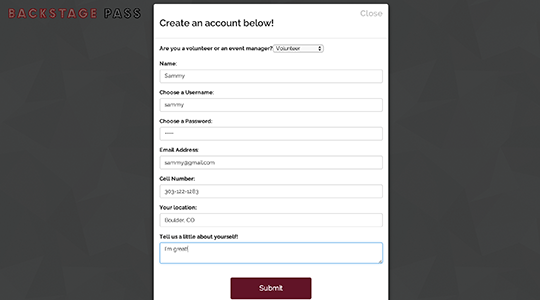 BACKSTAGE PASS
Close
Create an account below!
Are you a volunteer or an event manager? Volunteer
Name:
Sammy
Choose a Username:
sammy
Choose a Password:
·····
Email Address:
sammy@gmail.com
Cell Number:
303-122-1283
Your location:
Boulder, CO
Tell us a little about yourself!
I'm great!
Submit